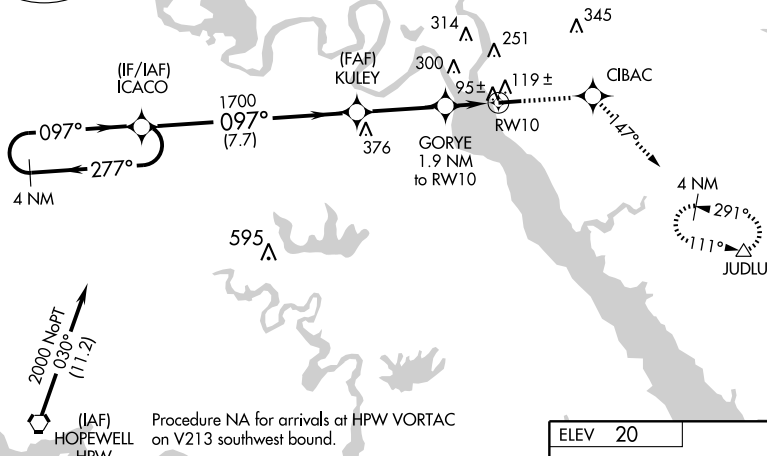 314
345
251
(FAF)
KULEY
300
(IF/IAF)
ICACO
95± 119 ±
CIBAC
1700
097°
097°
(7.7)
RW10
376
GORYE
1.9 NM
to RW10
147°
277°
4 NM
4 NM
291°
111°
JUDLU
595
2000 NoPT
030°
(11.2)
(IAF)
HOPEWELL
HPW
Procedure NA for arrivals at HPW VORTAC
on V213 southwest bound.
ELEV 20